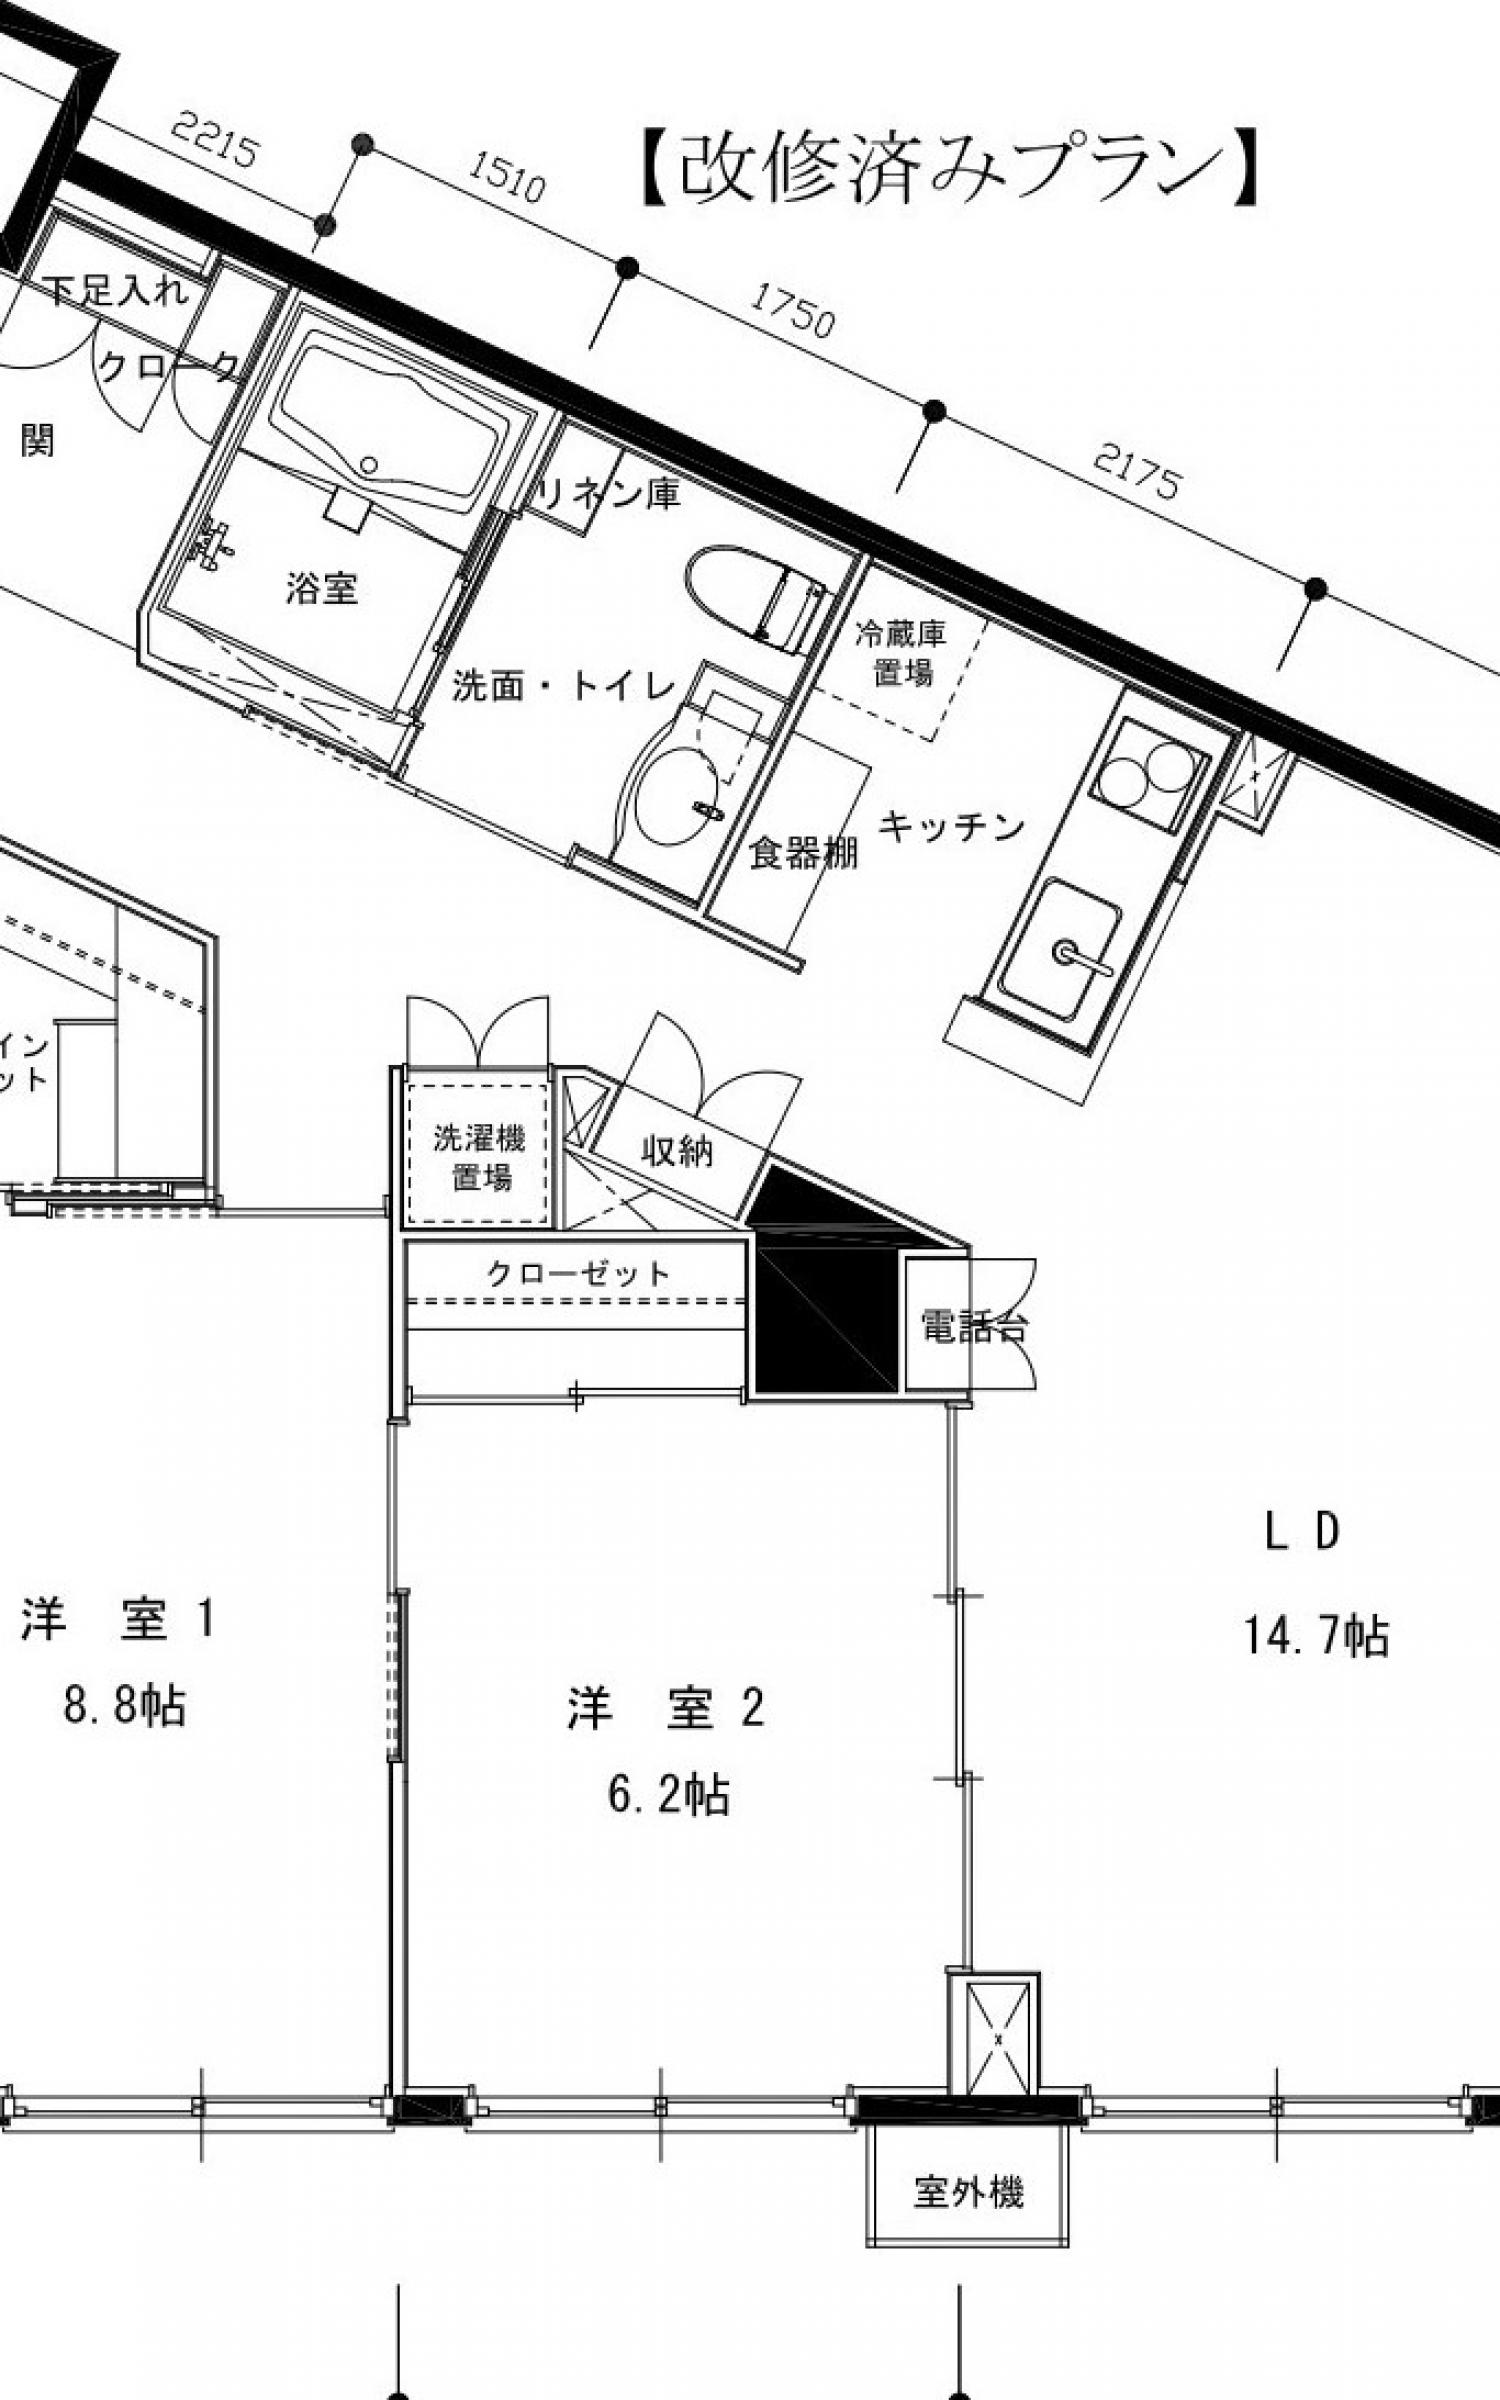 【改修済みプラン】
2215
1510
1750
2175
下足入れ
クローク
関
リネン庫
浴室
洗面・トイレ
冷蔵庫
置場
キッチン
食器棚
イン
ット
洗濯機
置場
収納
クローゼット
電話台
LD
14.7帖
洋 室 1
8.8帖
洋 室 2
6.2帖
室外機